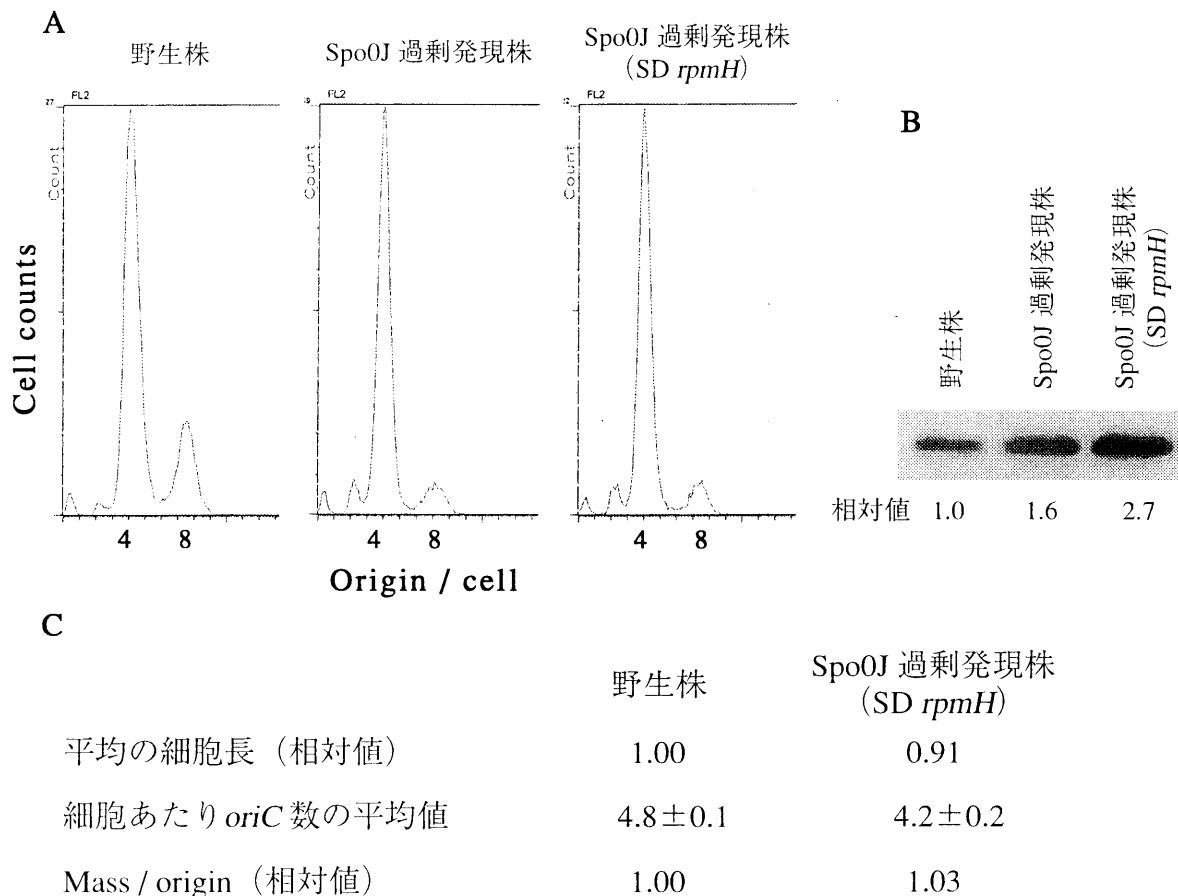 A
野生株
Spo0J 過剰発現株
Spo0J 過剰発現株
(SD rpmH)
27
FL2
Count
FL2
Count
FL2
Count
Cell counts
4 8
4 8
4 8
Origin / cell
B
野生株
Spo0J 過剰発現株
Spo0J 過剰発現株
(SD rpmH)
相対値 1.0 1.6 2.7
C
野生株
Spo0J 過剰発現株
(SD rpmH)
平均の細胞長(相対値) 1.00 0.91
細胞あたり oriC 数の平均値 4.8±0.1 4.2±0.2
Mass / origin(相対値) 1.00 1.03